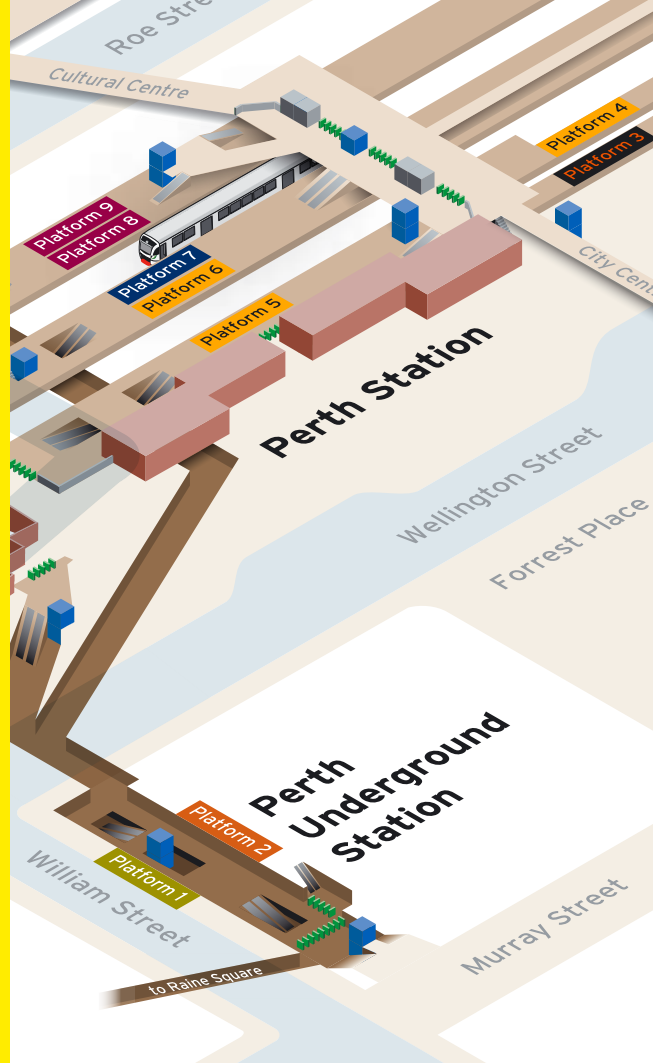 Roe Stre
Cultural Centre
Platform 4
Platform 3
Platform 9
Platform 8
Platform 7
Platform 6
Platform 5
City Cent
Perth Station
Wellington Street
Forrest Place
Perth
Underground
Station
Platform 2
Platform 1
William Street
Murray Street
to Raine Square